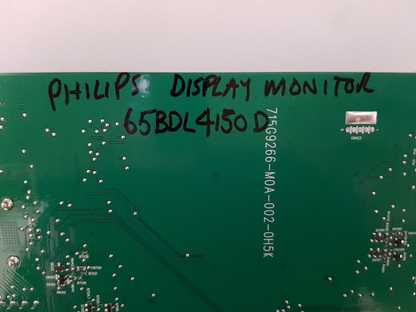 PHILIPS DISPLAY MONITOR
65BDL4150D
715G9266-M0A-002-0H5K